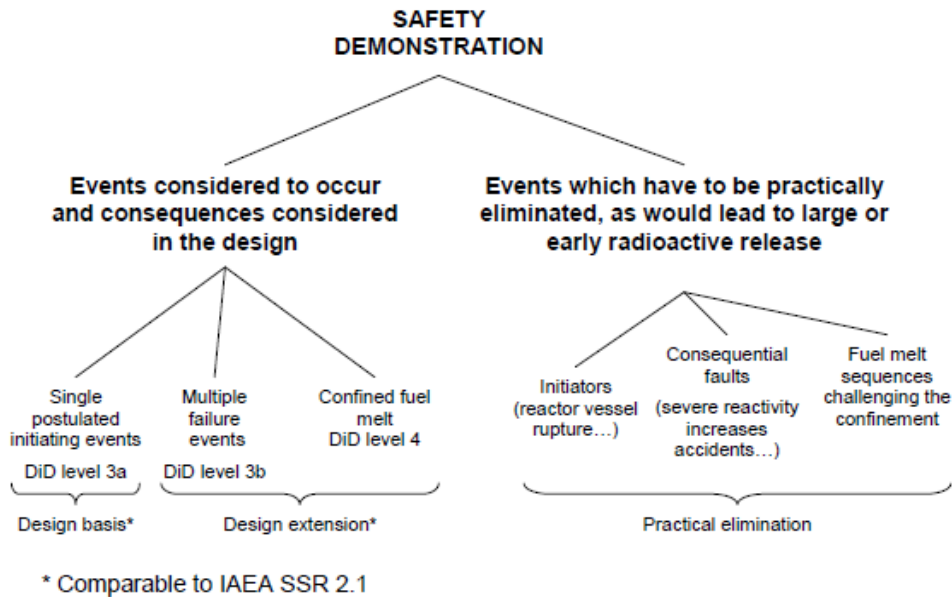 SAFETY
DEMONSTRATION
Events considered to occur
and consequences considered
in the design
Events which have to be practically
eliminated, as would lead to large or
early radioactive release
Single
postulated
initiating events
DiD level 3a
Multiple
failure
events
DiD level 3b
Confined fuel
melt
DiD level 4
Initiators
(reactor vessel
rupture…)
Consequential
faults
(severe reactivity
increases
accidents…)
Fuel melt
sequences
challenging the
confinement
Design basis*
Design extension*
Practical elimination
* Comparable to IAEA SSR 2.1